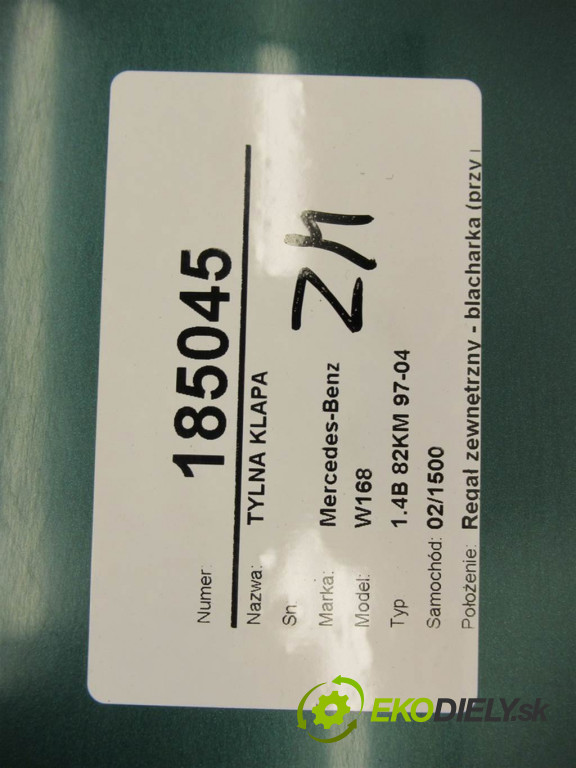 Numer 185045
Nazwa: TYLNA KLAPA
Sn:
Marka: Mercedes-Benz
Model: W168
Typ 1.4B 82KM 97-04
Samochód: 02/1500
Położenie: Regał zewnętrzny - blacharka (przy
EKODIELY.sk